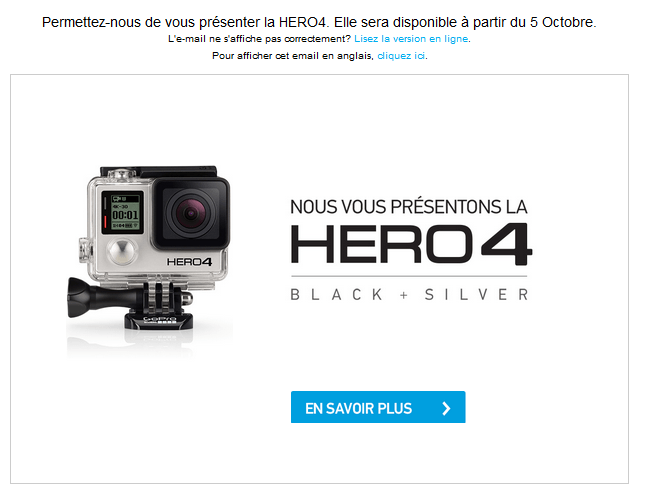 Permettez-nous de vous présenter la HERO4. Elle sera disponible à partir du 5 Octobre.
L'e-mail ne s'affiche pas correctement? Lisez la version en ligne.
Pour afficher cet email en anglais, cliquez ici.
4K-30
00:01
HERO4
GoPro
NOUS VOUS PRÉSENTONS LA
HERO4
BLACK + SILVER
EN SAVOIR PLUS